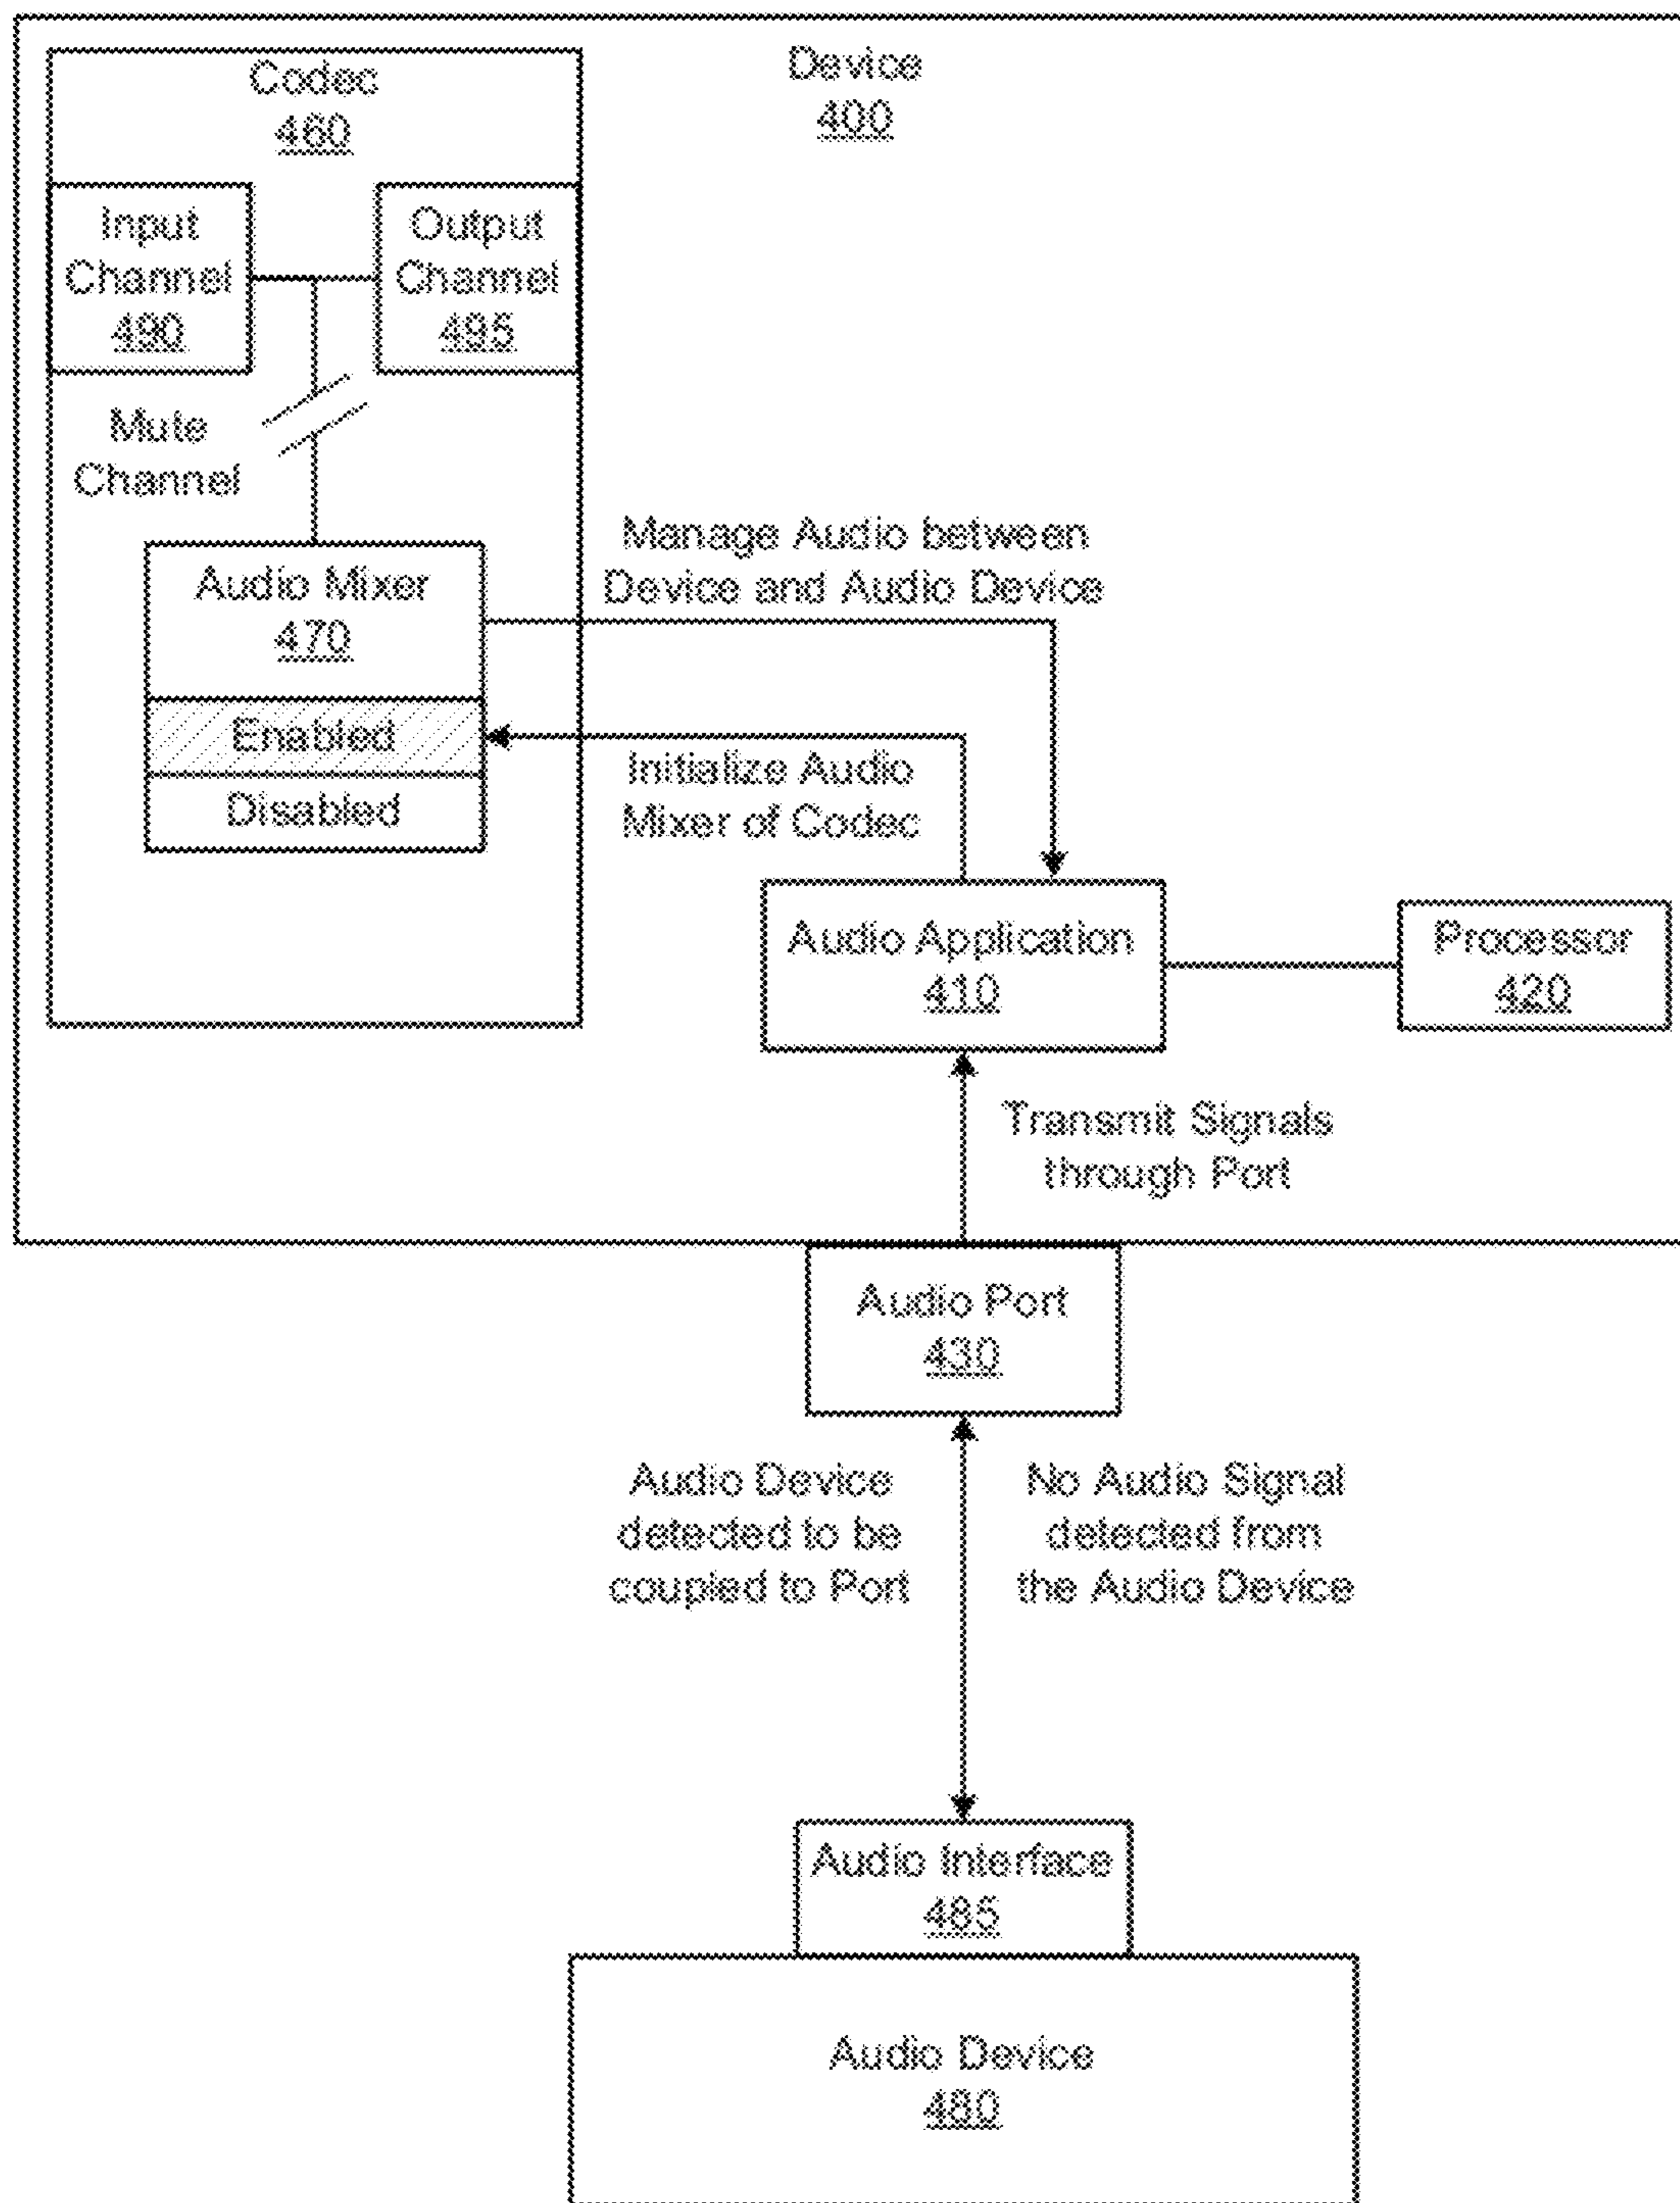 Device
400
Codec
460
Input
Channel
490
Output
Channel
495
Mute
Channel
Audio Mixer
470
Enabled
Disabled
Manage Audio between
Device and Audio Device
Initialize Audio
Mixer of Codec
Audio Application
410
Processor
420
Transmit Signals
through Port
Audio Port
430
Audio Device
detected to be
coupled to Port
No Audio Signal
detected from
the Audio Device
Audio Interface
485
Audio Device
480